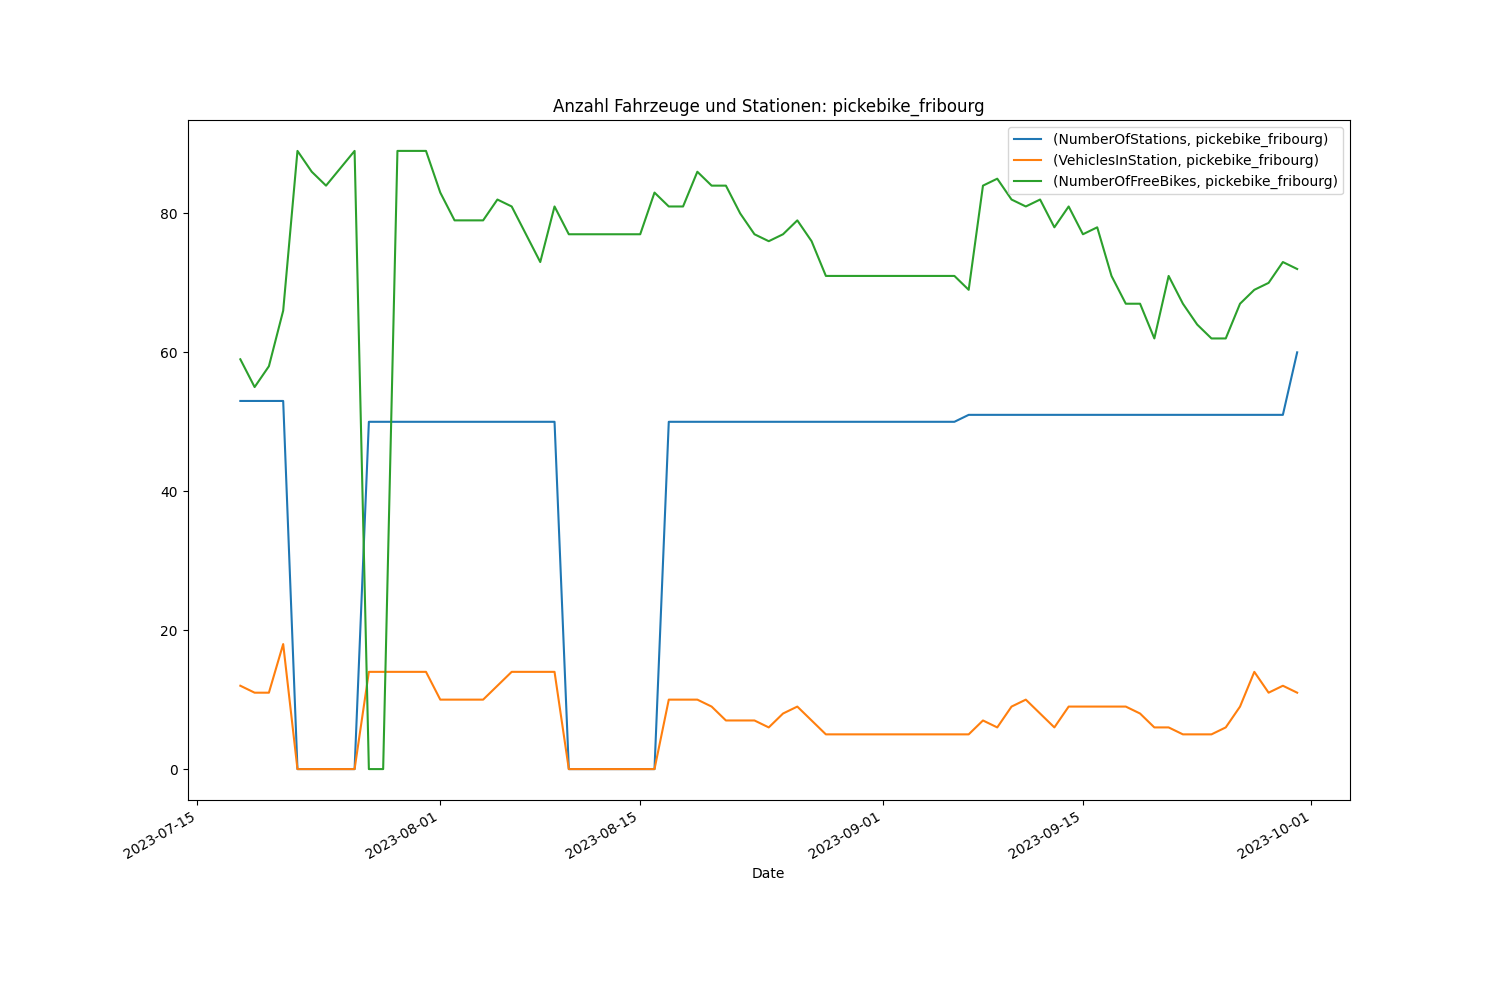 Anzahl Fahrzeuge und Stationen: pickebike_fribourg
(NumberOfStations, pickebike_fribourg)
(VehiclesInStation, pickebike_fribourg)
(NumberOfFreeBikes, pickebike_fribourg)
80
60
40
20
0
2023-07-15
2023-08-01
2023-08-15
2023-09-01
2023-09-15
2023-10-01
Date